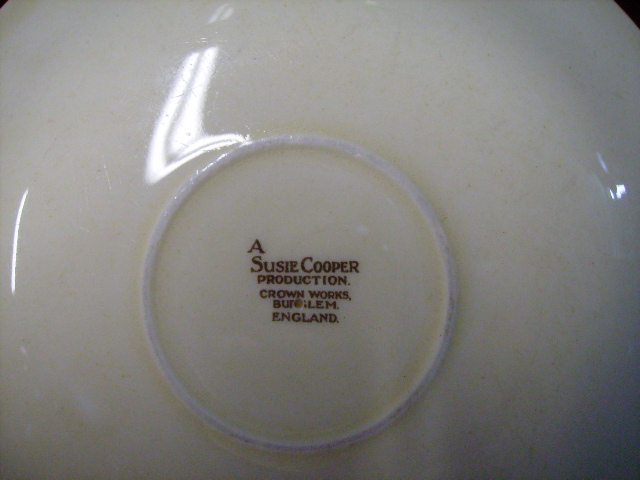 A
SUSIE COOPER
PRODUCTION.
CROWN WORKS,
BURSLEM.
ENGLAND.